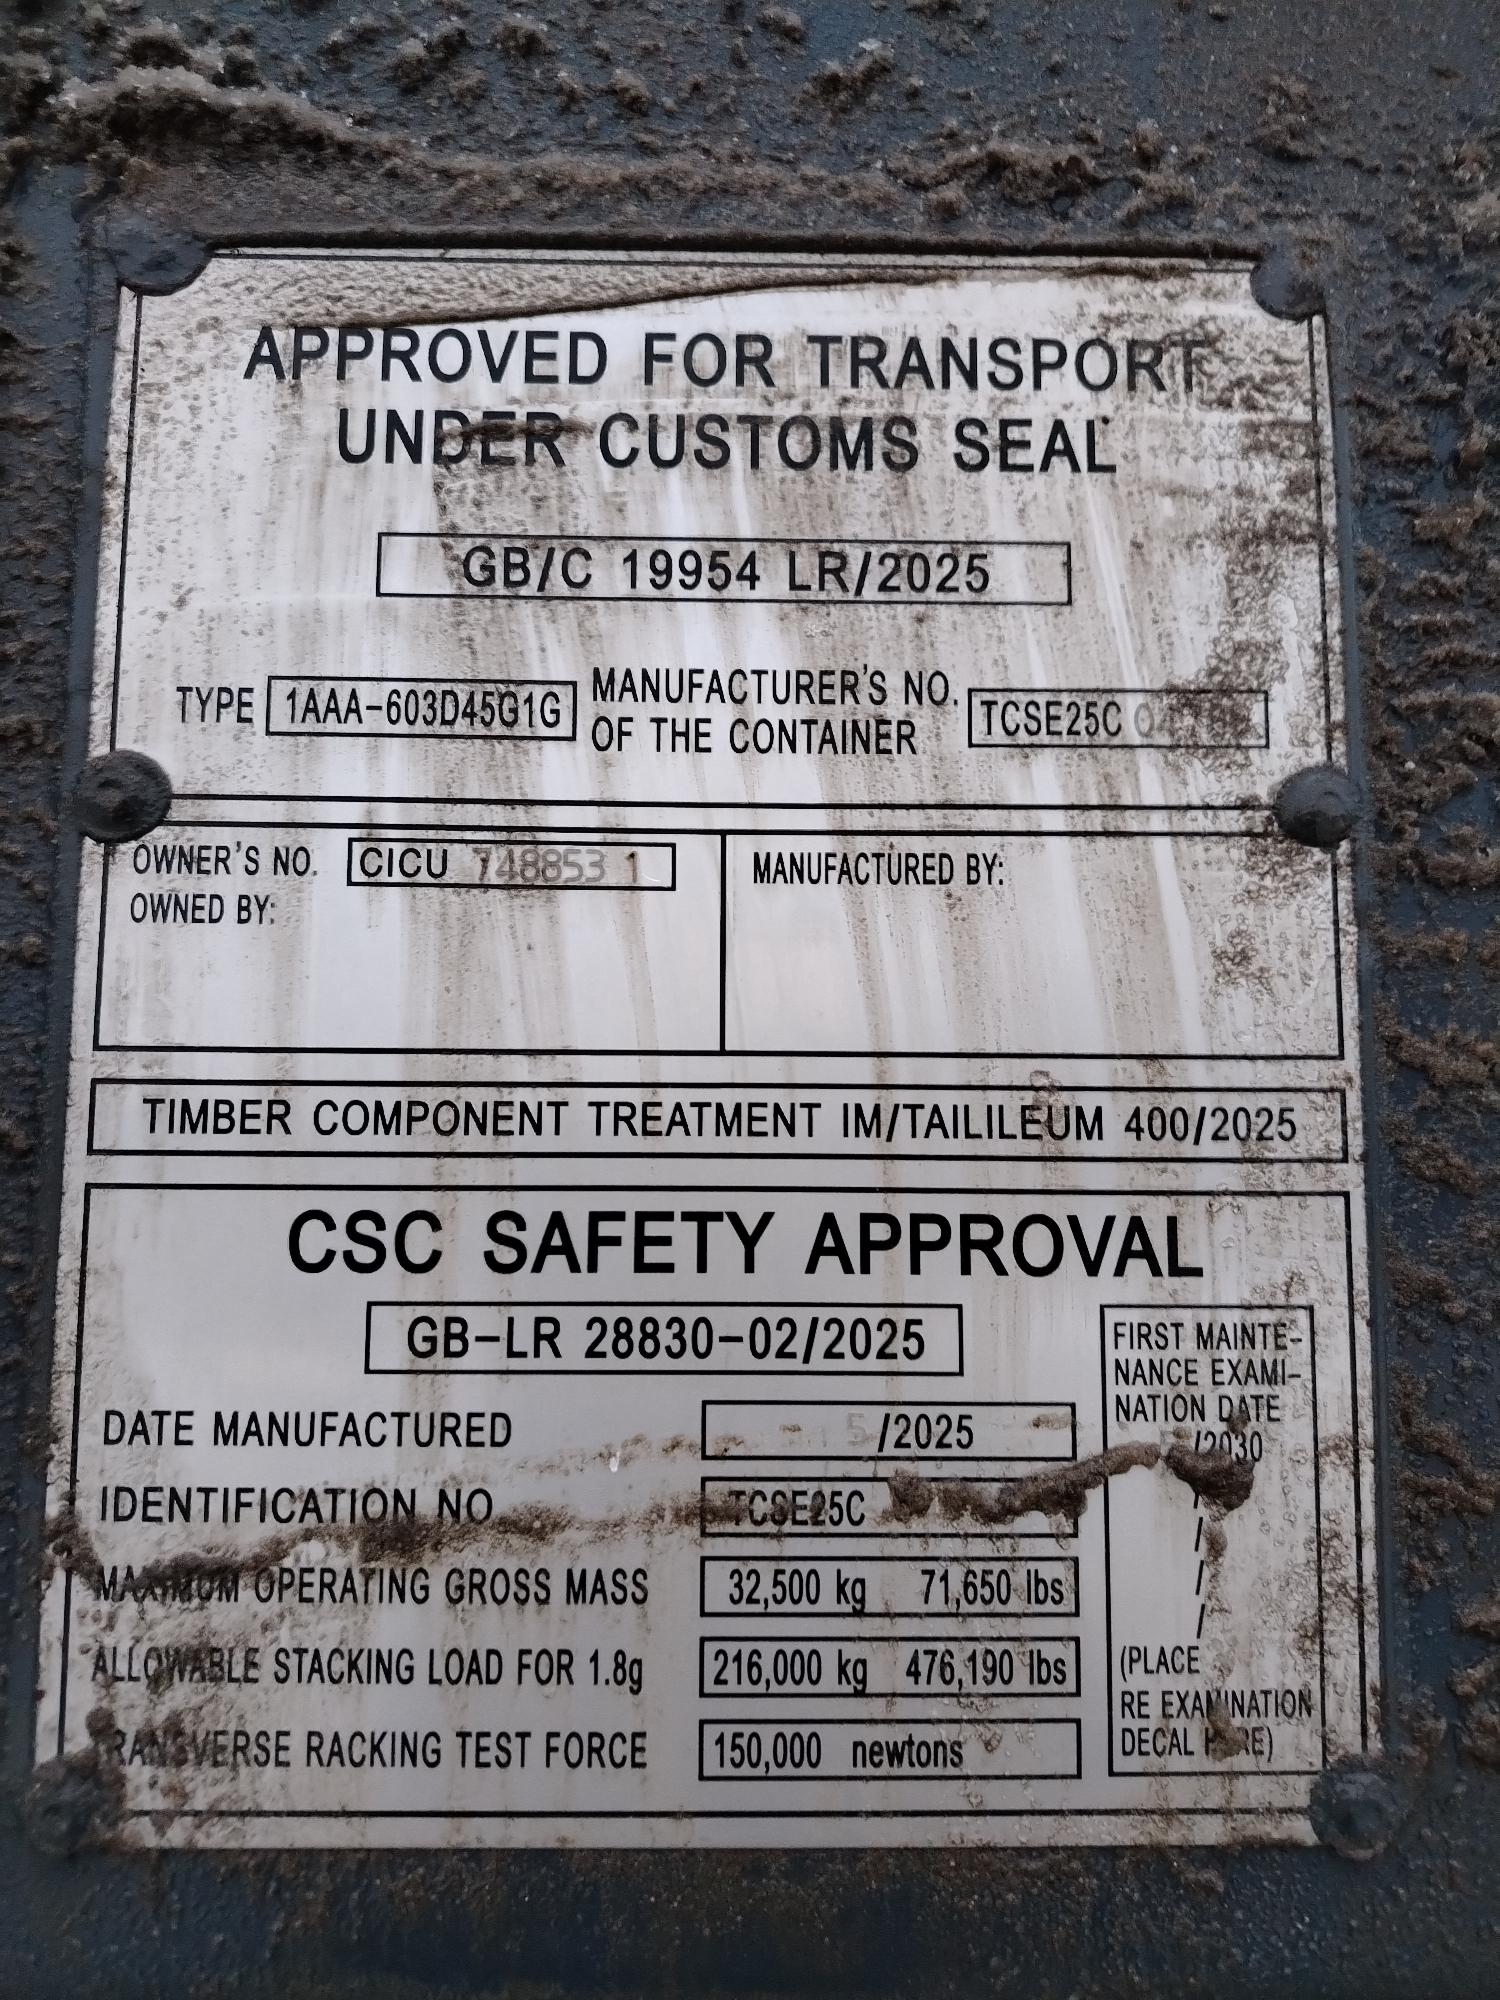 APPROVED FOR TRANSPORT
UNDER CUSTOMS SEAL
GB/C 19954 LR/2025
TYPE 1AAA-603D45G1G MANUFACTURER'S NO. OF THE CONTAINER TCSE25C
OWNER'S NO. CICU 748853 1
OWNED BY:
MANUFACTURED BY:
TIMBER COMPONENT TREATMENT IM/TAILILEUM 400/2025
CSC SAFETY APPROVAL
GB-LR 28830-02/2025
DATE MANUFACTURED 5/2025
IDENTIFICATION NO TCSE25C
MAXIMUM OPERATING GROSS MASS 32,500 kg 71,650 lbs
ALLOWABLE STACKING LOAD FOR 1.8g 216,000 kg 476,190 lbs
TRANSVERSE RACKING TEST FORCE 150,000 newtons
FIRST MAINTE-
NANCE EXAMI-
NATION DATE
/2030
/
/
/
/
(PLACE
RE EXAMINATION
DECAL HERE)